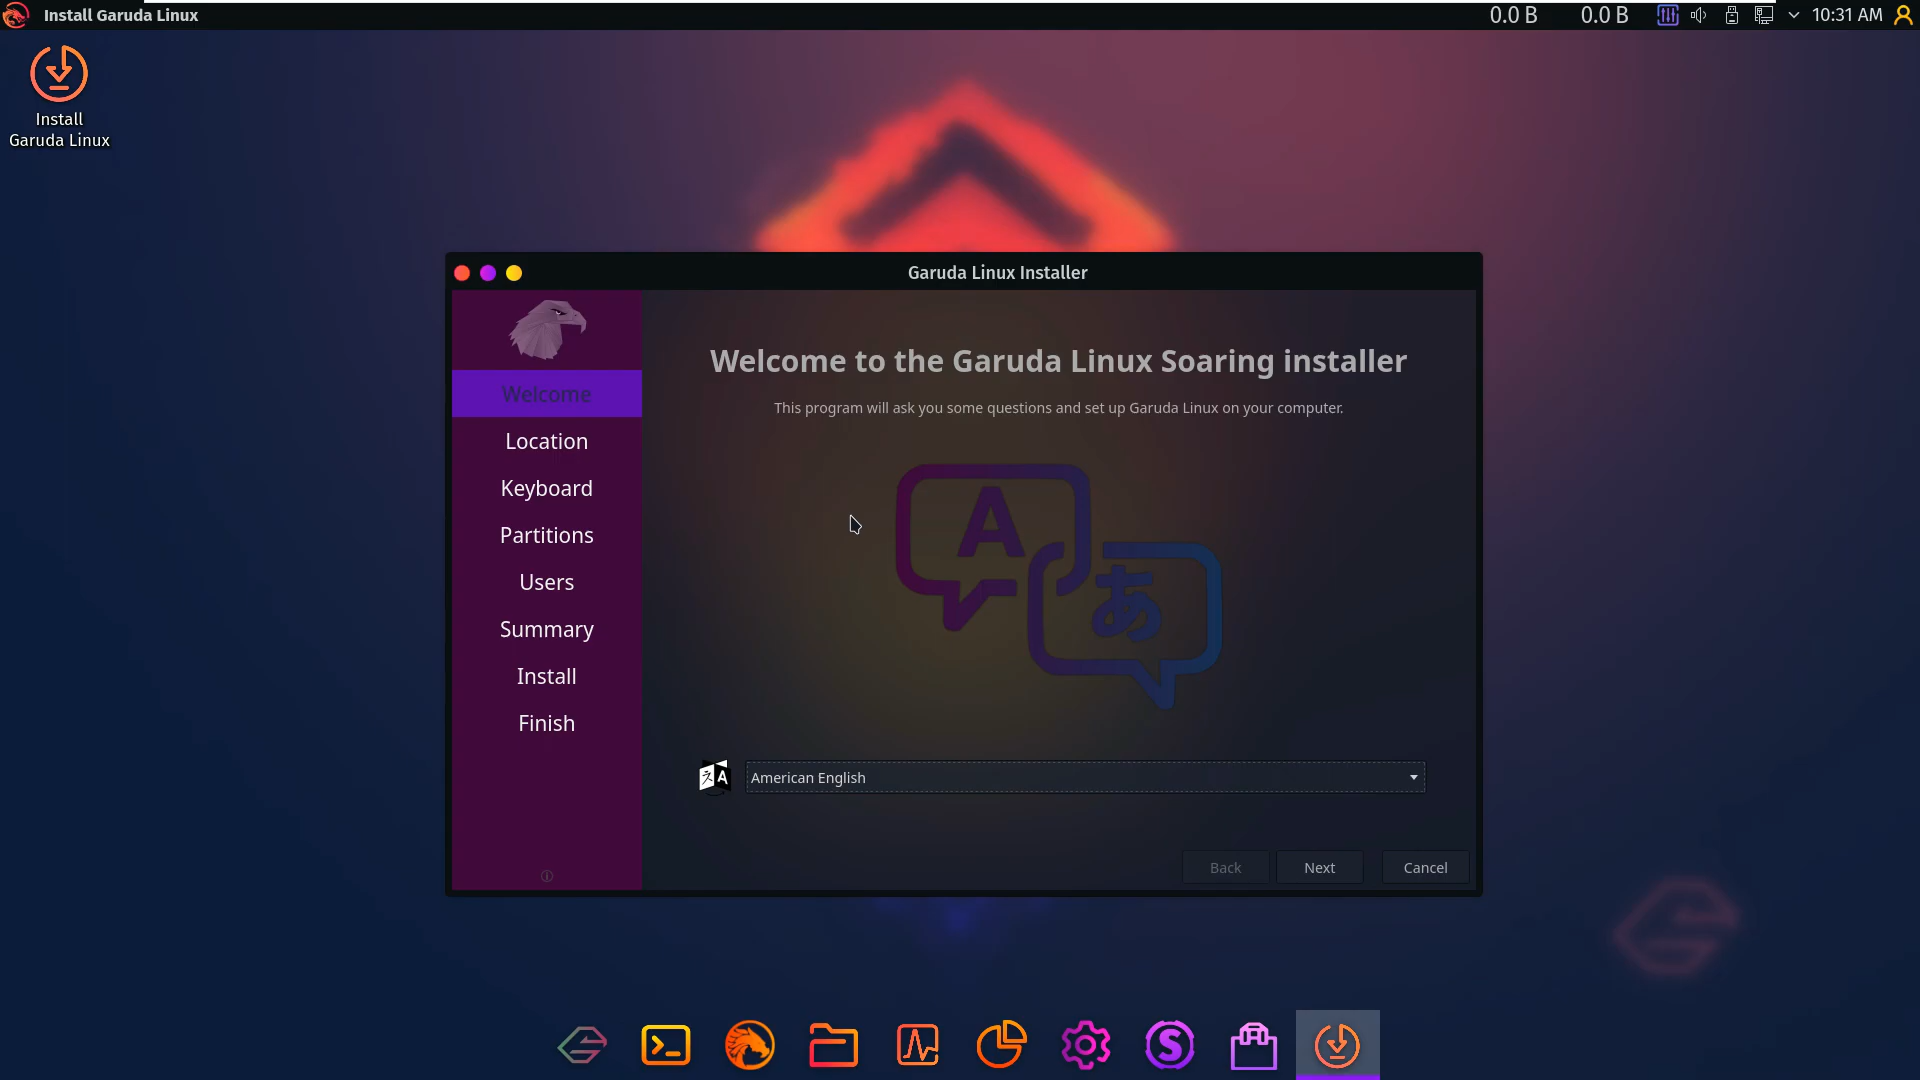 Install Garuda Linux
0.0 B 0.0 B 10:31 AM
Install
Garuda Linux
Garuda Linux Installer
Welcome
Location
Keyboard
Partitions
Users
Summary
Install
Finish
Welcome to the Garuda Linux Soaring installer
This program will ask you some questions and set up Garuda Linux on your computer.
A
あ
American English
Back Next Cancel